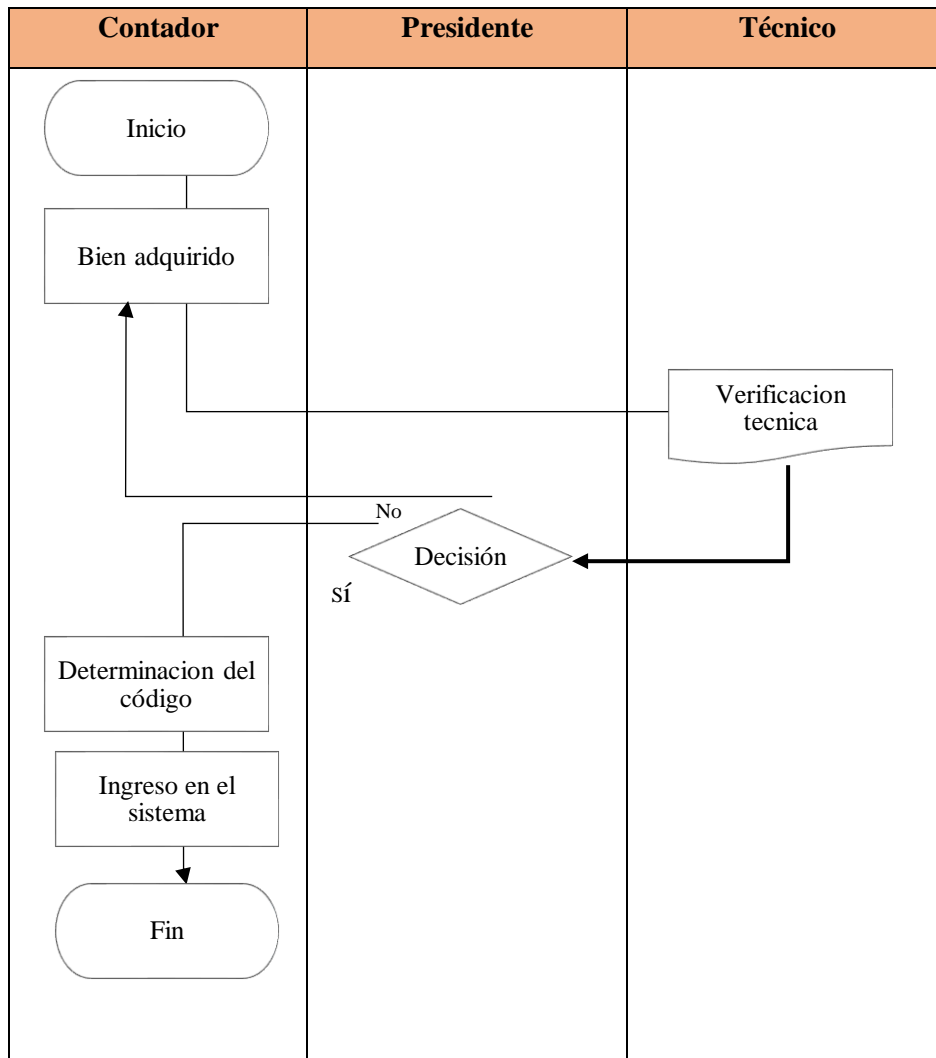 Contador
Presidente
Técnico
Inicio
Bien adquirido
Verificacion
tecnica
No
Decisión
SÍ
Determinacion del
código
Ingreso en el
sistema
Fin